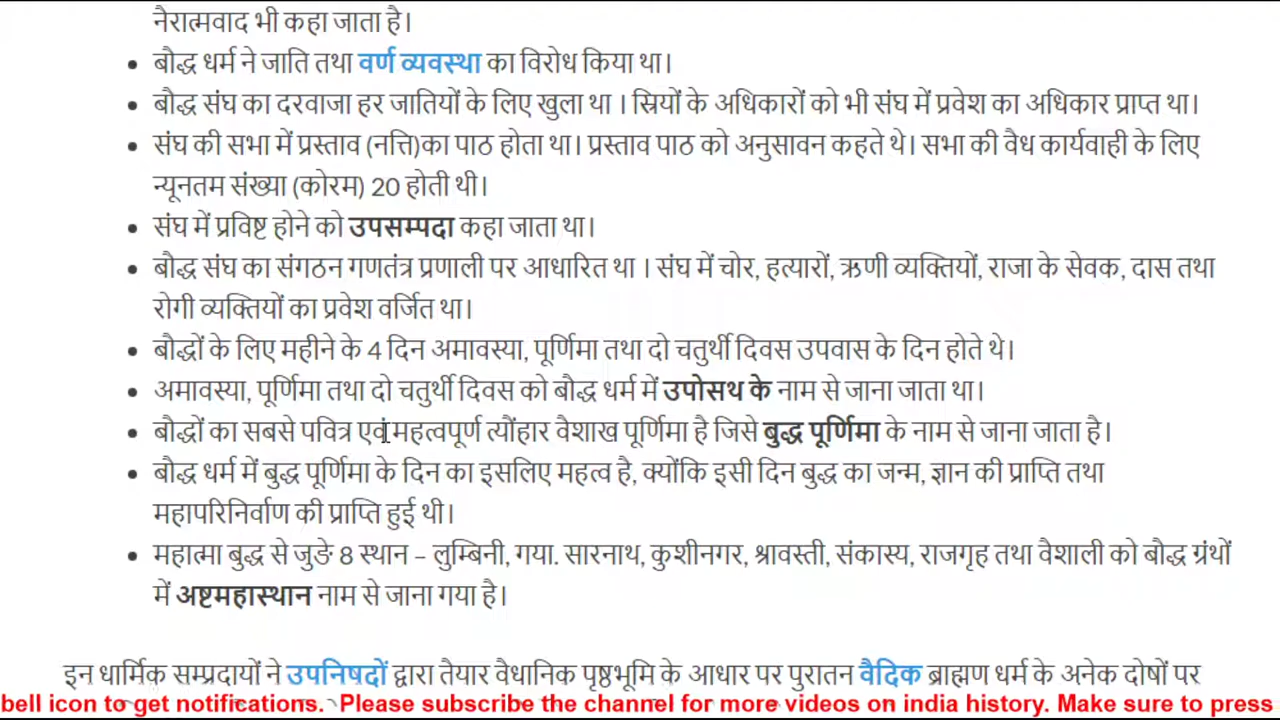 नैरात्मवाद भी कहा जाता है।
• बौद्ध धर्म ने जाति तथा वर्ण व्यवस्था का विरोध किया था।
• बौद्ध संघ का दरवाजा हर जातियों के लिए खुला था । स्रियों के अधिकारों को भी संघ में प्रवेश का अधिकार प्राप्त था।
• संघ की सभा में प्रस्ताव (नत्ति)का पाठ होता था। प्रस्ताव पाठ को अनुसावन कहते थे। सभा की वैध कार्यवाही के लिए
न्यूनतम संख्या (कोरम) 20 होती थी।
• संघ में प्रविष्ट होने को उपसम्पदा कहा जाता था।
• बौद्ध संघ का संगठन गणतंत्र प्रणाली पर आधारित था । संघ में चोर, हत्यारों, ऋणी व्यक्तियों, राजा के सेवक, दास तथा
रोगी व्यक्तियों का प्रवेश वर्जित था।
• बौद्धों के लिए महीने के 4 दिन अमावस्या, पूर्णिमा तथा दो चतुर्थी दिवस उपवास के दिन होते थे।
• अमावस्या, पूर्णिमा तथा दो चतुर्थी दिवस को बौद्ध धर्म में उपोसथ के नाम से जाना जाता था।
• बौद्धों का सबसे पवित्र एवं महत्वपूर्ण त्यौंहार वैशाख पूर्णिमा है जिसे बुद्ध पूर्णिमा के नाम से जाना जाता है।
• बौद्ध धर्म में बुद्ध पूर्णिमा के दिन का इसलिए महत्व है, क्योंकि इसी दिन बुद्ध का जन्म, ज्ञान की प्राप्ति तथा
महापरिनिर्वाण की प्राप्ति हुई थी।
• महात्मा बुद्ध से जुङे 8 स्थान – लुम्बिनी, गया. सारनाथ, कुशीनगर, श्रावस्ती, संकास्य, राजगृह तथा वैशाली को बौद्ध ग्रंथों
में अष्टमहास्थान नाम से जाना गया है।
इन धार्मिक सम्प्रदायों ने उपनिषदों द्वारा तैयार वैधानिक पृष्ठभूमि के आधार पर पुरातन वैदिक ब्राह्मण धर्म के अनेक दोषों पर
bell icon to get notifications. Please subscribe the channel for more videos on india history. Make sure to press